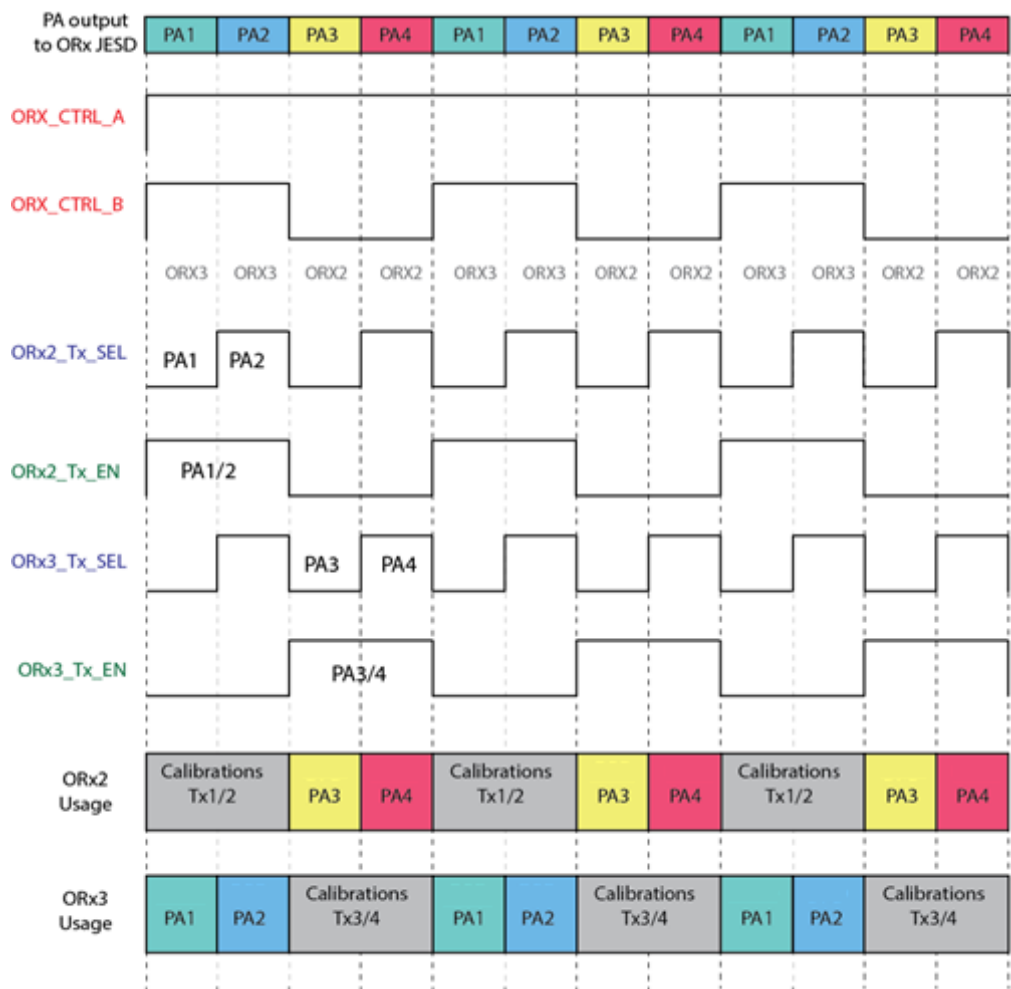 PA output
to ORx JESD
PA1 PA2 PA3 PA4 PA1 PA2 PA3 PA4 PA1 PA2 PA3 PA4
ORX_CTRL_A
ORX_CTRL_B
ORX3 ORX3 ORX2 ORX2 ORX3 ORX3 ORX2 ORX2 ORX3 ORX3 ORX2 ORX2
ORx2_Tx_SEL
PA1 PA2
ORx2_Tx_EN
PA1/2
ORx3_Tx_SEL
PA3 PA4
ORx3_Tx_EN
PA3/4
ORx2
Usage
Calibrations
Tx1/2
PA3 PA4
Calibrations
Tx1/2
PA3 PA4
Calibrations
Tx1/2
PA3 PA4
ORx3
Usage
PA1 PA2
Calibrations
Tx3/4
PA1 PA2
Calibrations
Tx3/4
PA1 PA2
Calibrations
Tx3/4